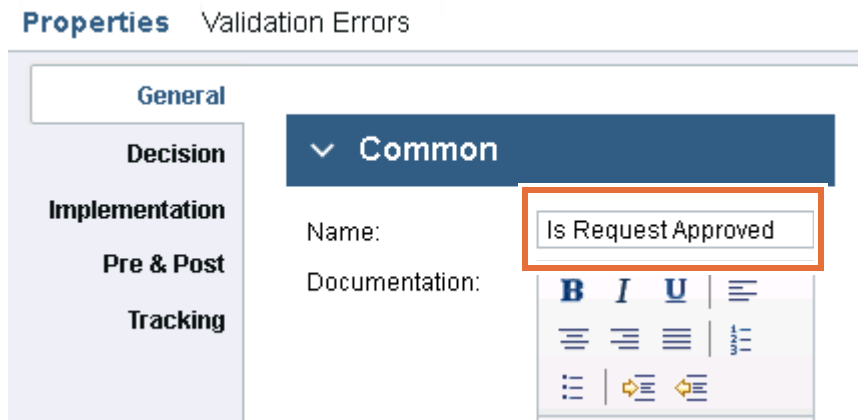 Properties Validation Errors
General
Decision
Implementation
Pre & Post
Tracking
Common
Name: Is Request Approved
Documentation:
B I U